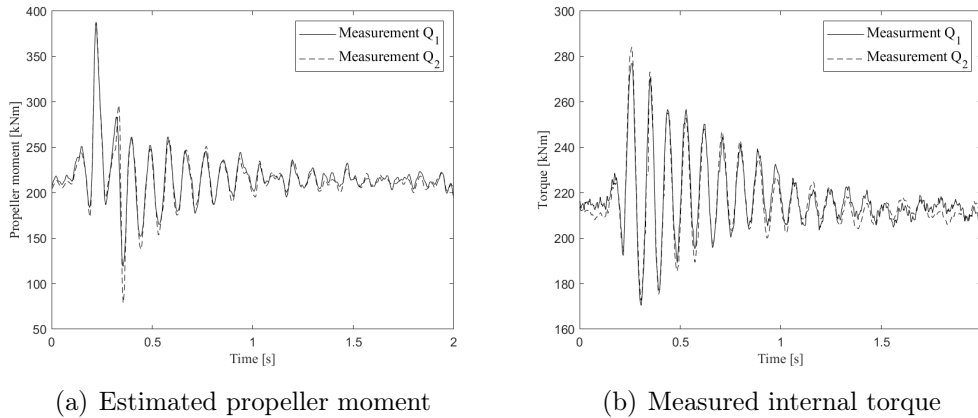 400
350
300
250
200
150
100
50
0
0.5
1
1.5
2
Propeller moment [kNm]
Time [s]
Measurement Q1
Measurement Q2
300
280
260
240
220
200
180
160
0
0.5
1
1.5
Torque [kNm]
Time [s]
Measurment Q1
Measurement Q2
(a) Estimated propeller moment
(b) Measured internal torque